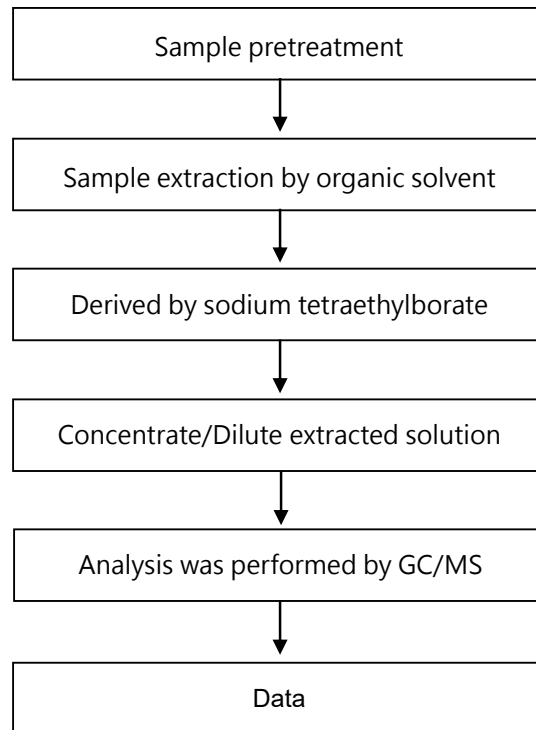 Sample pretreatment
Sample extraction by organic solvent
Derived by sodium tetraethylborate
Concentrate/Dilute extracted solution
Analysis was performed by GC/MS
Data